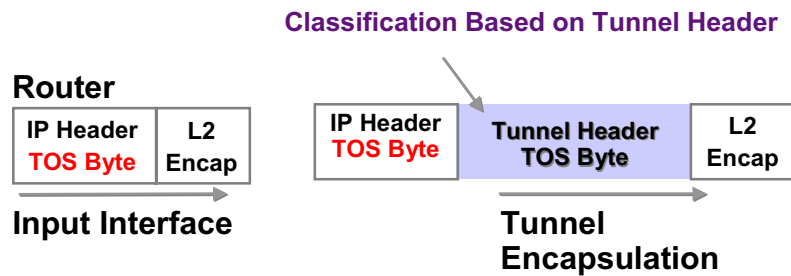 Classification Based on Tunnel Header
Router
IP Header
TOS Byte
L2
Encap
Input Interface
IP Header
TOS Byte
Tunnel Header
TOS Byte
L2
Encap
Tunnel
Encapsulation